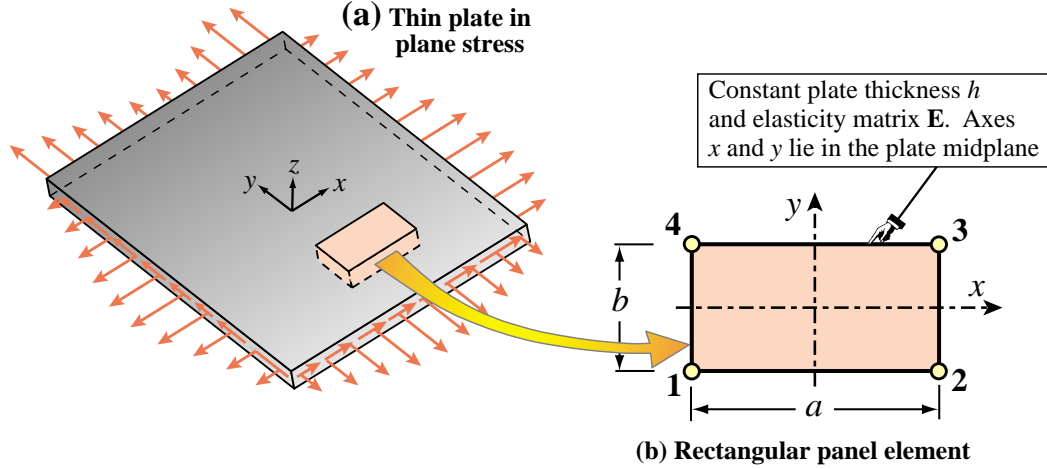 (a) Thin plate in
plane stress
Constant plate thickness h
and elasticity matrix E. Axes
x and y lie in the plate midplane
z
y
x
y
4
3
x
b
1
2
a
(b) Rectangular panel element